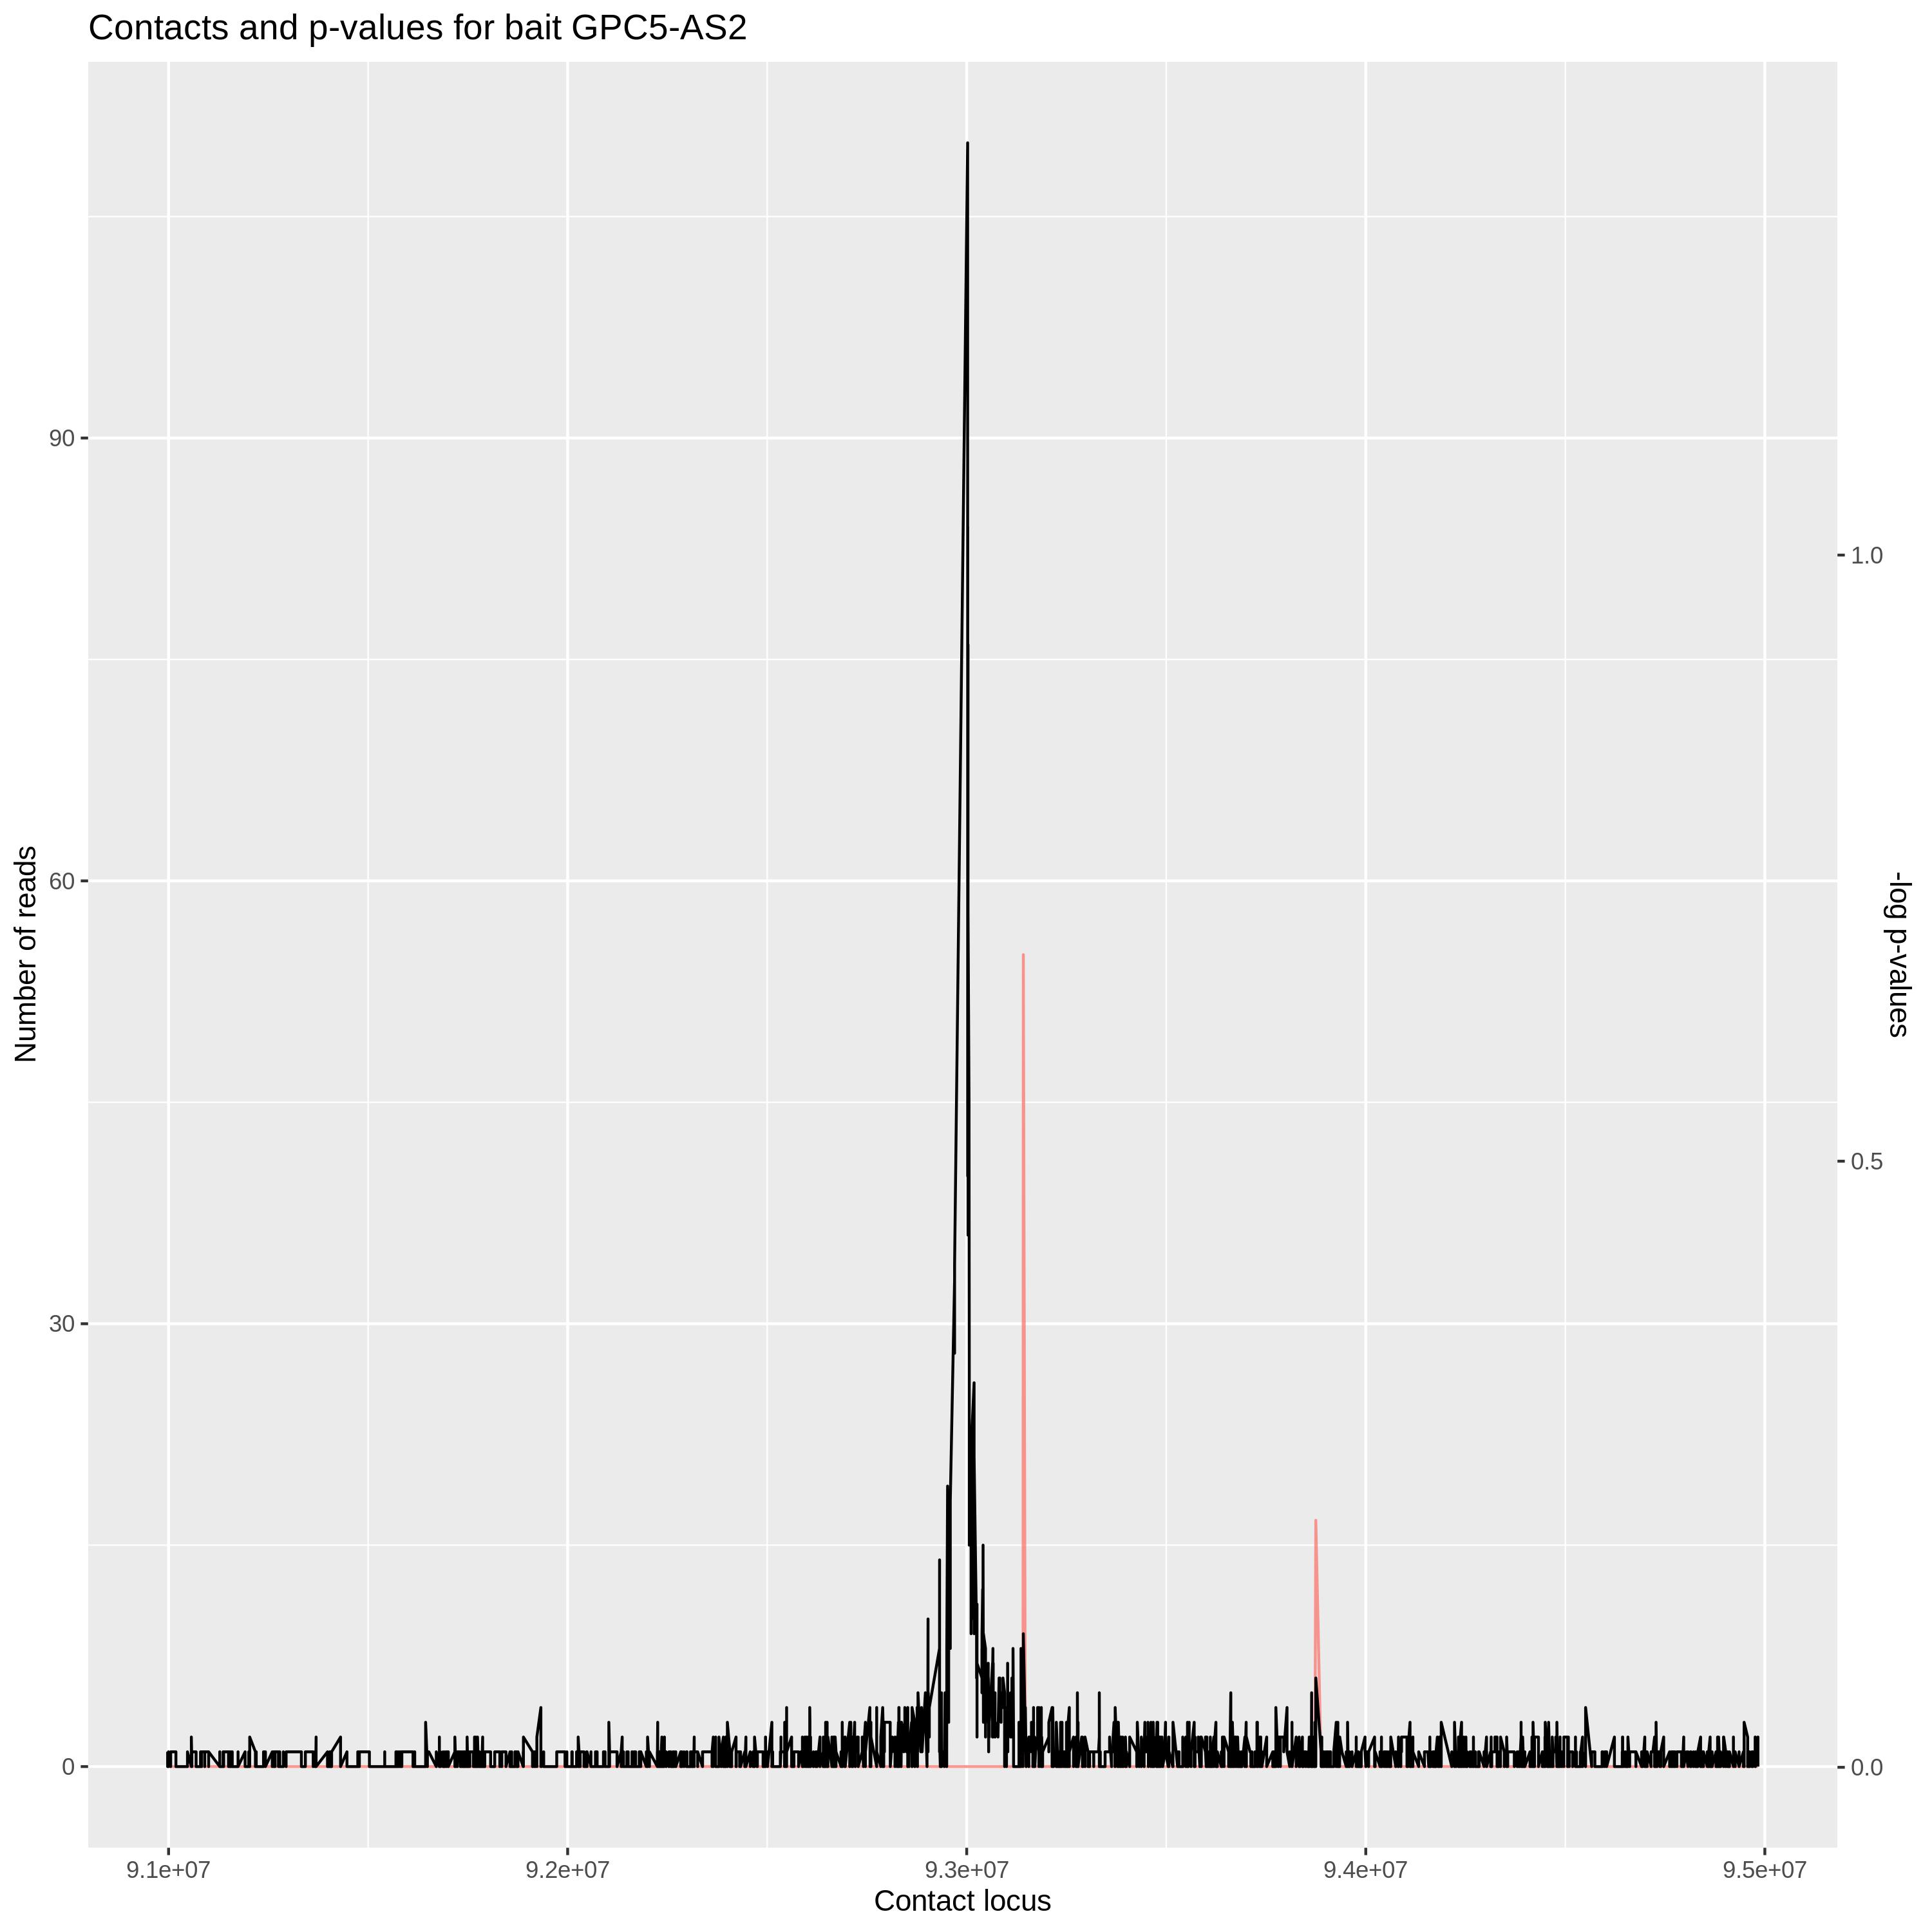 Contacts and p-values for bait GPC5-AS2
90
60
30
0
Number of reads
1.0
0.5
0.0
-log p-values
9.1e+07
9.2e+07
9.3e+07
9.4e+07
9.5e+07
Contact locus